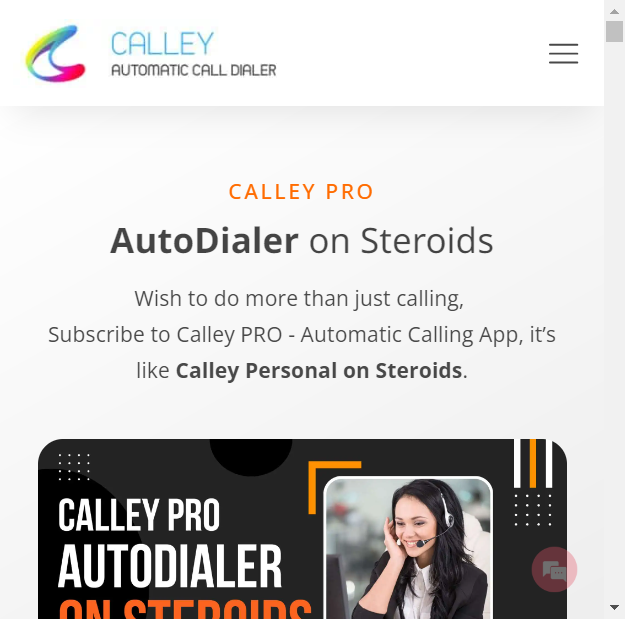 CALLEY
AUTOMATIC CALL DIALER
CALLEY PRO
AutoDialer on Steroids
Wish to do more than just calling,
Subscribe to Calley PRO - Automatic Calling App, it’s
like Calley Personal on Steroids.
CALLEY PRO
AUTODIALER
ON STEROIDS